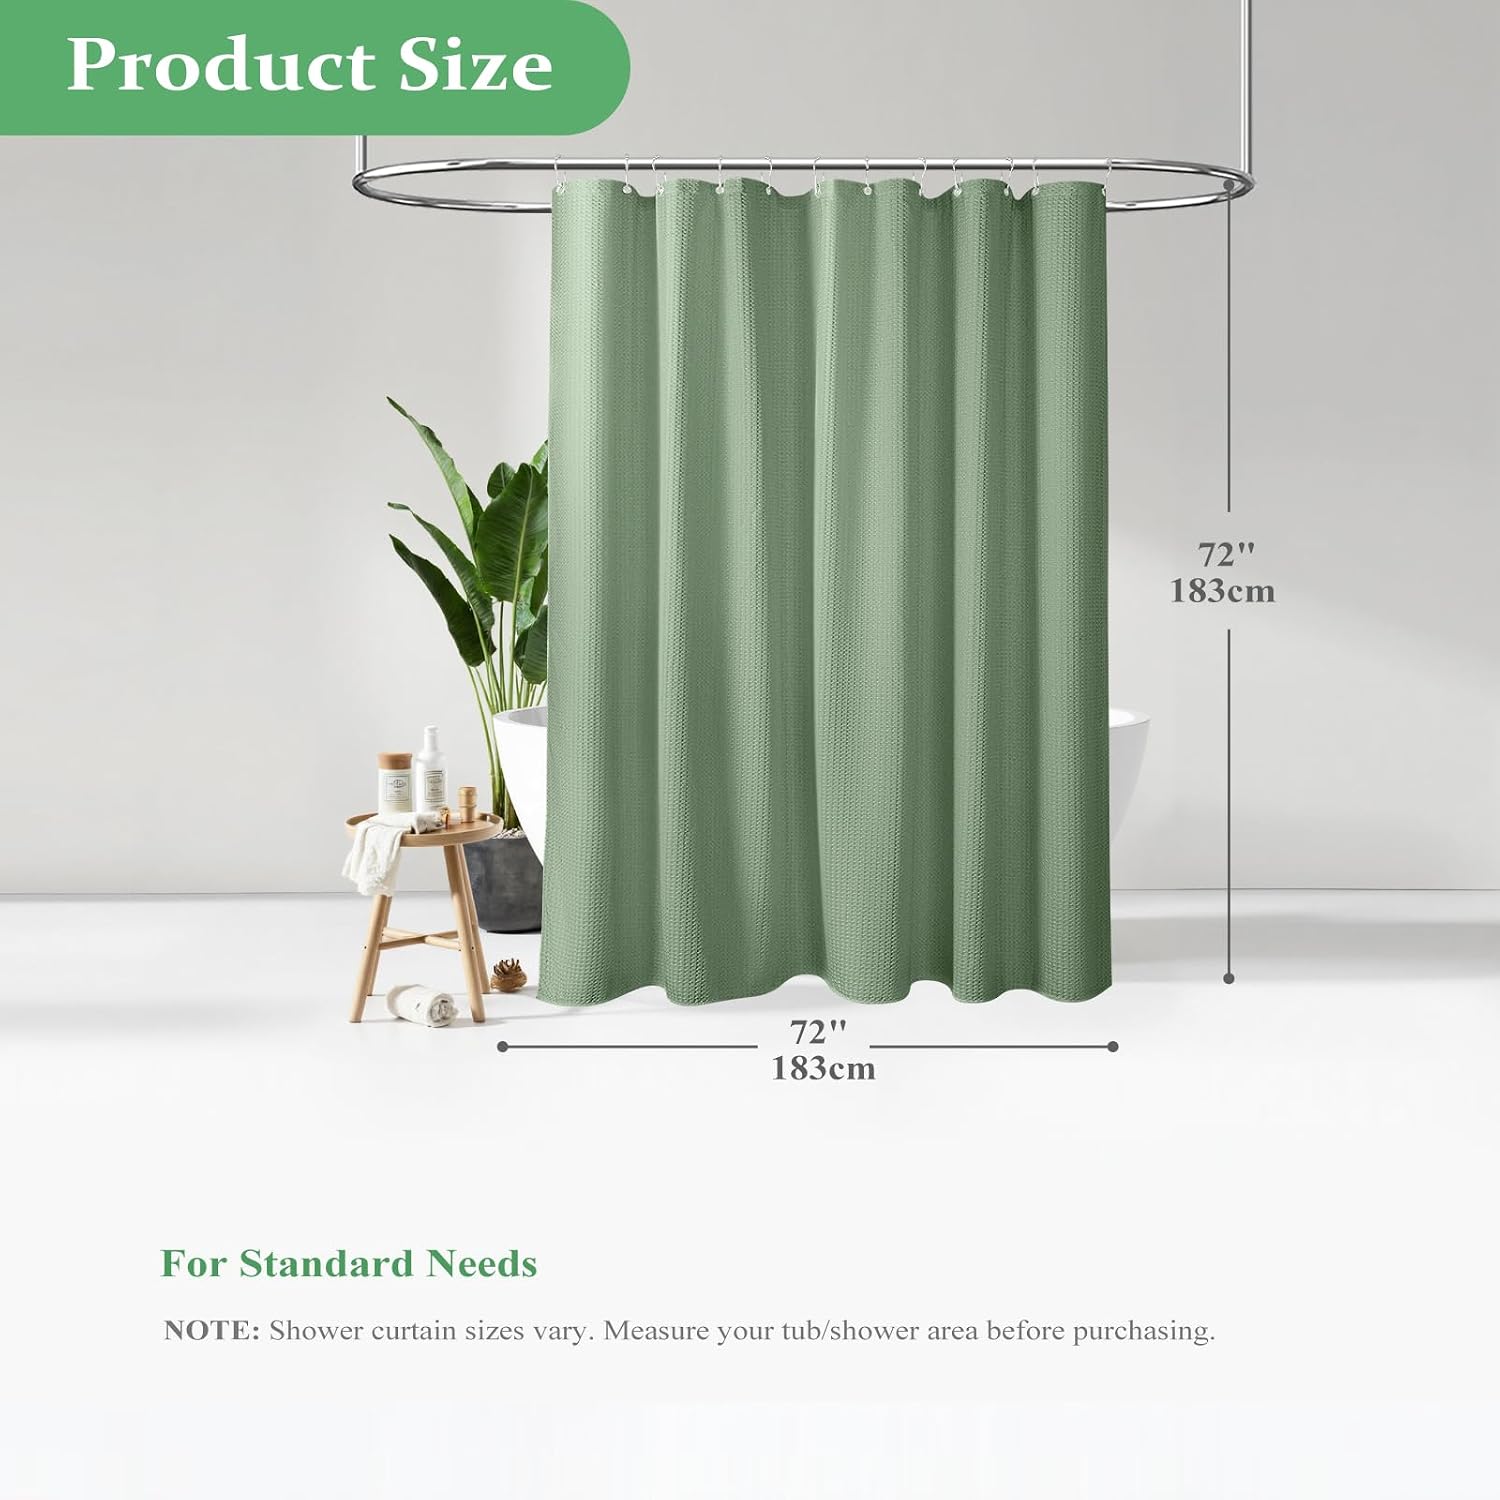 Product Size
72"
183cm
72"
183cm
For Standard Needs
NOTE: Shower curtain sizes vary. Measure your tub/shower area before purchasing.